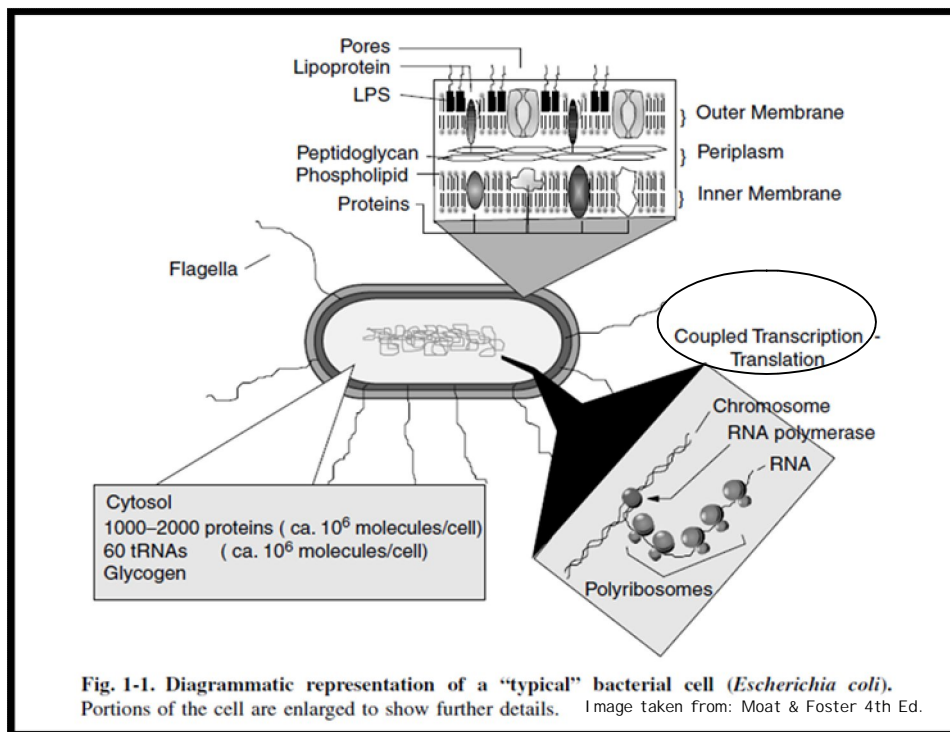 Pores
Lipoprotein
LPS
Outer Membrane
Peptidoglycan
Periplasm
Phospholipid
Inner Membrane
Proteins
Flagella
Coupled Transcription -
Translation
Chromosome
RNA polymerase
RNA
Polyribosomes
Cytosol
1000–2000 proteins ( ca. 10⁶ molecules/cell)
60 tRNAs ( ca. 10⁶ molecules/cell)
Glycogen
Fig. 1-1. Diagrammatic representation of a “typical” bacterial cell (Escherichia coli).
Portions of the cell are enlarged to show further details. Image taken from: Moat & Foster 4th Ed.